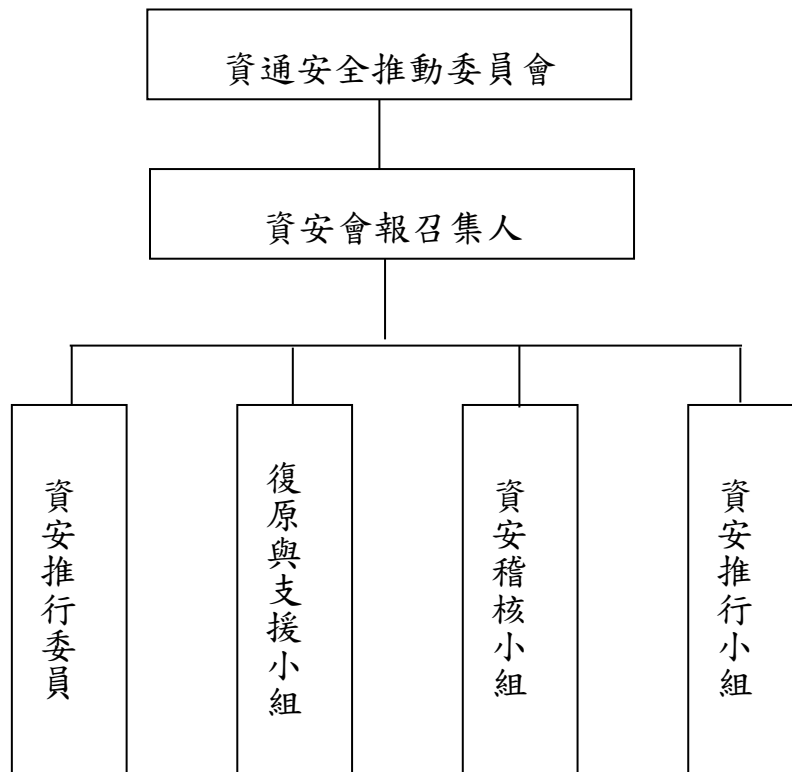 資通安全推動委員會
資安會報召集人
資安推行委員
復原與支援小組
資安稽核小組
資安推行小組